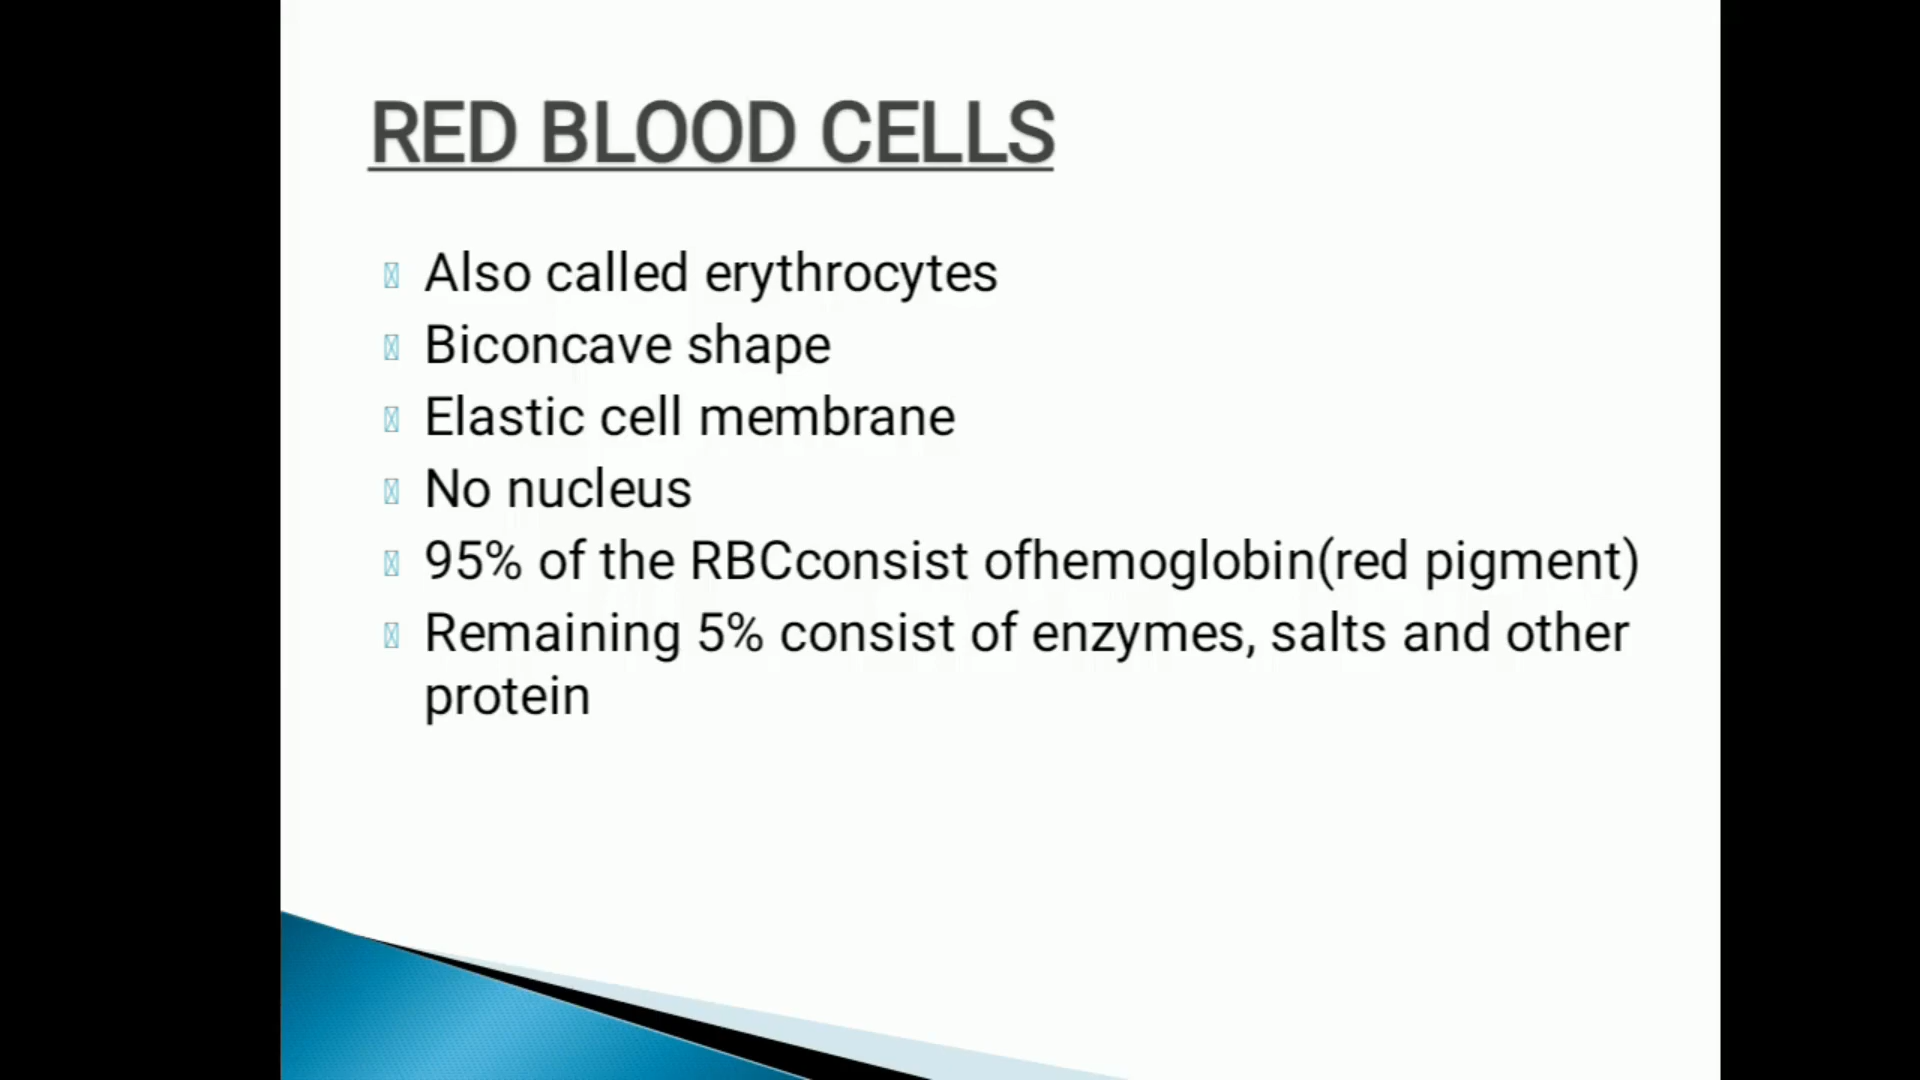 RED BLOOD CELLS
Also called erythrocytes
Biconcave shape
Elastic cell membrane
No nucleus
95% of the RBCconsist ofhemoglobin(red pigment)
Remaining 5% consist of enzymes, salts and other
protein